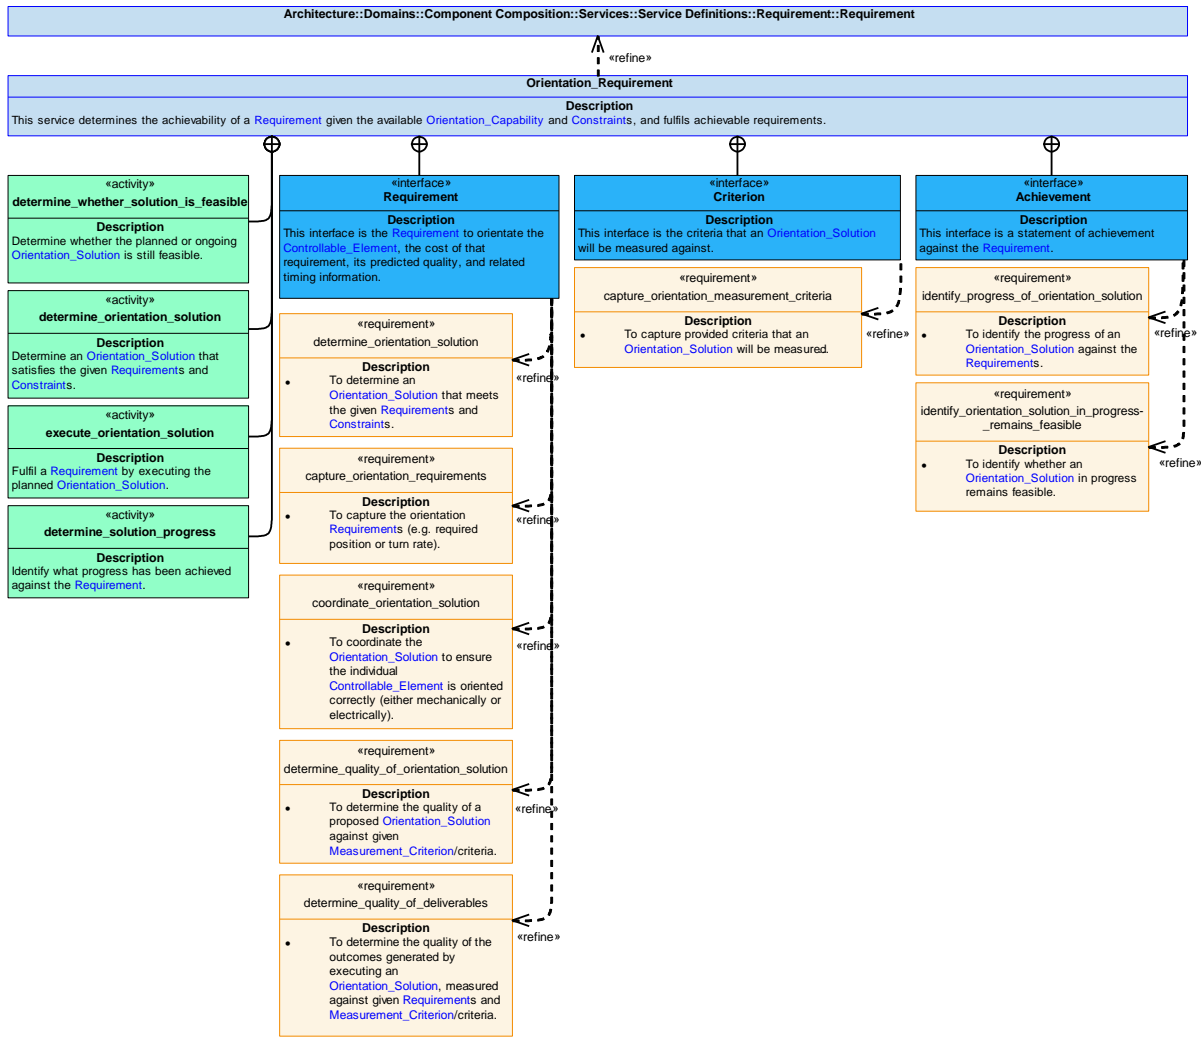 Architecture::Domains::Component Composition::Services::Service Definitions::Requirement::Requirement
«refine»
Orientation_Requirement
Description
This service determines the achievability of a Requirement given the available Orientation_Capability and Constraints, and fulfils achievable requirements.
«activity»
determine_whether_solution_is_feasible
Description
Determine whether the planned or ongoing
Orientation_Solution is still feasible.
«activity»
determine_orientation_solution
Description
Determine an Orientation_Solution that
satisfies the given Requirements and
Constraints.
«activity»
execute_orientation_solution
Description
Fulfil a Requirement by executing the
planned Orientation_Solution.
«activity»
determine_solution_progress
Description
Identify what progress has been achieved
against the Requirement.
«interface»
Requirement
Description
This interface is the Requirement to orientate the
Controllable_Element, the cost of that
requirement, its predicted quality, and related
timing information.
«requirement»
determine_orientation_solution
Description
• To determine an
Orientation_Solution that meets
the given Requirements and
Constraints.
«refine»
«requirement»
capture_orientation_requirements
Description
• To capture the orientation
Requirements (e.g. required
position or turn rate).
«refine»
«requirement»
coordinate_orientation_solution
Description
• To coordinate the
Orientation_Solution to ensure
the individual
Controllable_Element is oriented
correctly (either mechanically or
electrically).
«refine»
«requirement»
determine_quality_of_orientation_solution
Description
• To determine the quality of a
proposed Orientation_Solution
against given
Measurement_Criterion/criteria.
«refine»
«requirement»
determine_quality_of_deliverables
Description
• To determine the quality of the
outcomes generated by
executing an
Orientation_Solution, measured
against given Requirements and
Measurement_Criterion/criteria.
«refine»
«interface»
Criterion
Description
This interface is the criteria that an Orientation_Solution
will be measured against.
«requirement»
capture_orientation_measurement_criteria
Description
• To capture provided criteria that an
Orientation_Solution will be measured.
«refine»
«interface»
Achievement
Description
This interface is a statement of achievement
against the Requirement.
«requirement»
identify_progress_of_orientation_solution
Description
• To identify the progress of an
Orientation_Solution against the
Requirements.
«refine»
«requirement»
identify_orientation_solution_in_progress-
_remains_feasible
Description
• To identify whether an
Orientation_Solution in progress
remains feasible.
«refine»